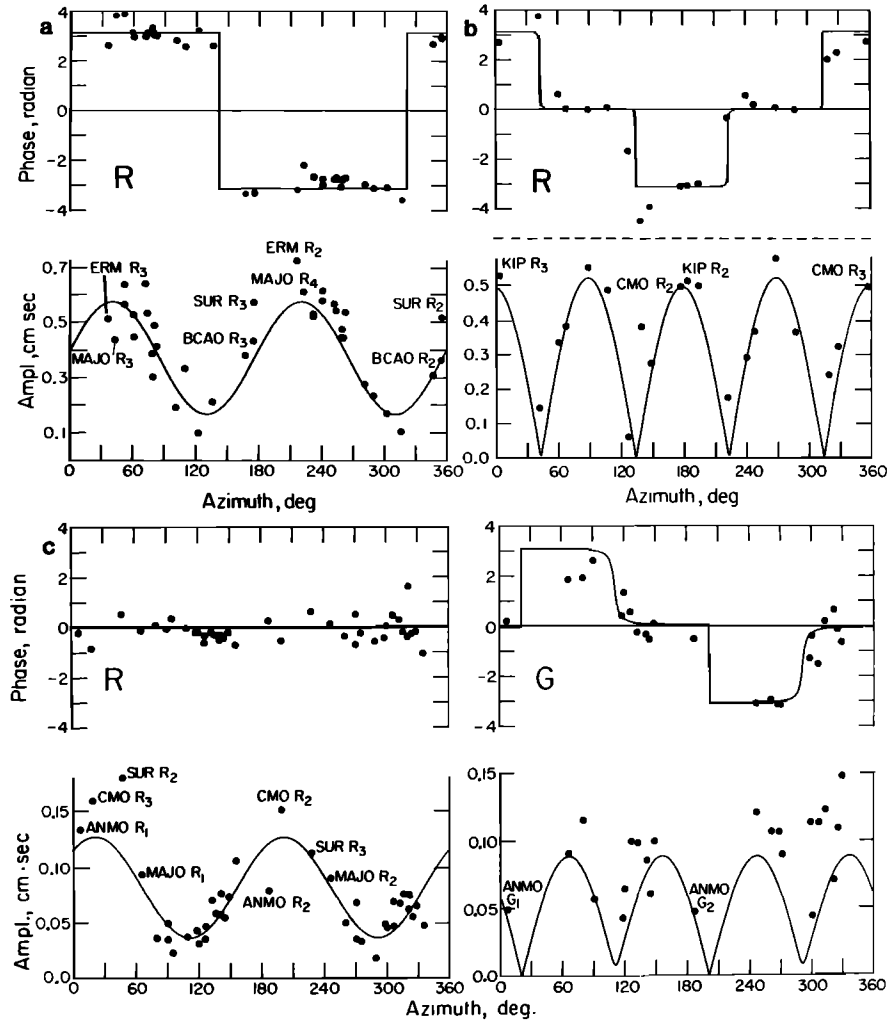 a
4
2
0
-2
-4
Phase, radian
R
b
4
2
0
-2
-4
Phase, radian
R
0.7
0.5
0.3
0.1
Ampl.,cm sec
ERM R3
MAJO R3
ERM R2
MAJO R4
SUR R3
BCAO R3
SUR R2
BCAO R2
0 60 120 180 240 300 360
Azimuth, deg
0.5
0.4
0.3
0.2
0.1
0.0
KIP R3
CMO R2
KIP R2
CMO R3
0 60 120 180 240 300 360
Azimuth, deg
c
4
2
0
-2
-4
Phase, radian
R
4
2
0
-2
-4
G
0.15
0.10
0.05
0.00
Ampl., cm·sec
SUR R2
CMO R3
ANMO R1
MAJO R1
CMO R2
SUR R3
MAJO R2
ANMO R2
0 60 120 180 240 300 360
0.15
0.10
0.05
0.00
ANMO
G1
ANMO
G2
0 60 120 180 240 300 360
Azimuth, deg.